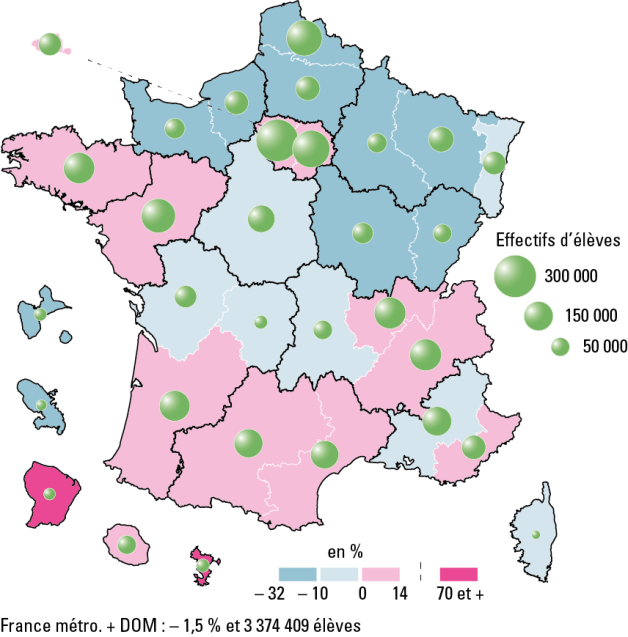 Effectifs d'élèves
300 000
150 000
50 000
en %
– 32 – 10 0 14 70 et +
France métro. + DOM : – 1,5 % et 3 374 409 élèves